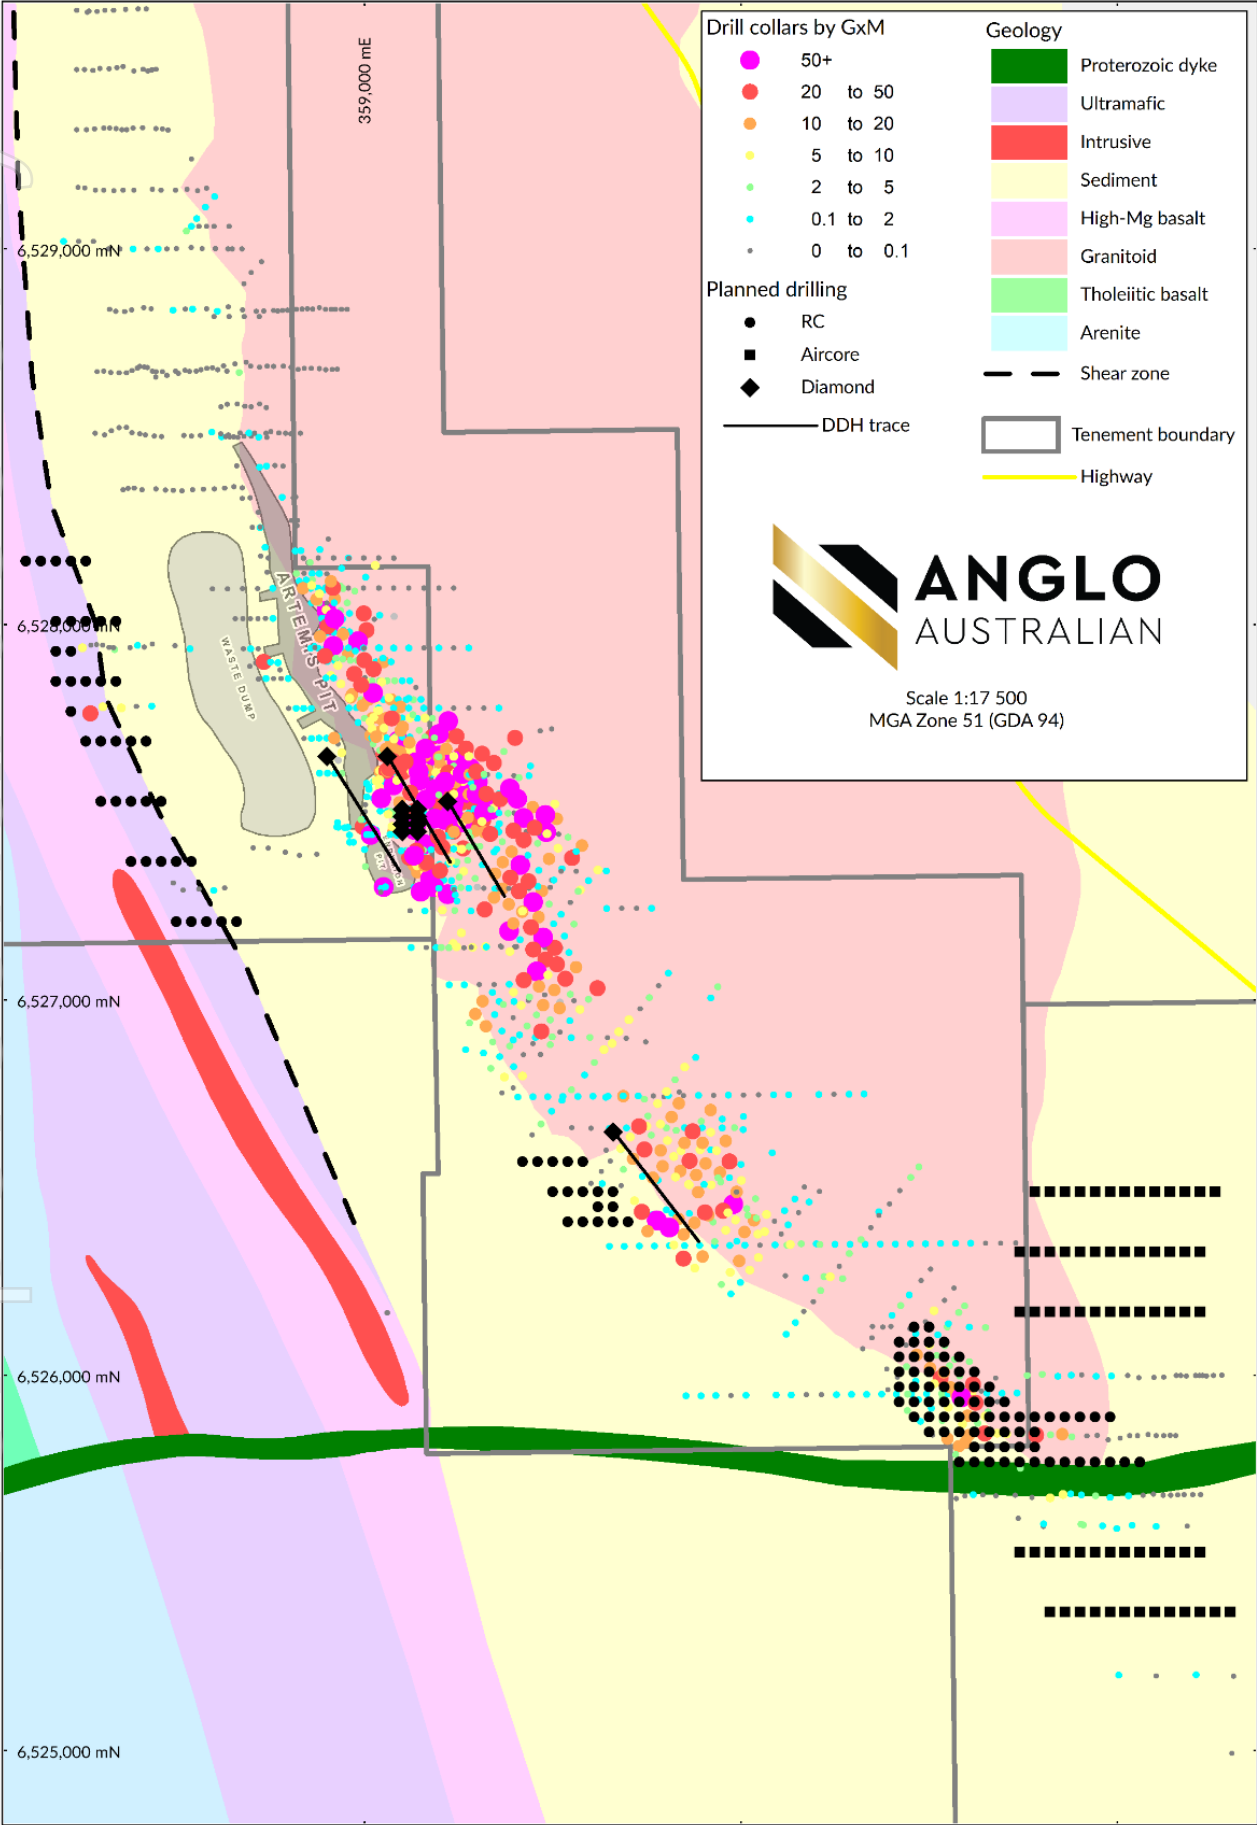 359,000 mE
6,529,000 mN
6,528,000 mN
6,527,000 mN
6,526,000 mN
6,525,000 mN
ARTEMIS PIT
WASTE DUMP
PIT
Drill collars by GxM
50+
20 to 50
10 to 20
5 to 10
2 to 5
0.1 to 2
0 to 0.1
Planned drilling
RC
Aircore
Diamond
DDH trace
Geology
Proterozoic dyke
Ultramafic
Intrusive
Sediment
High-Mg basalt
Granitoid
Tholeiitic basalt
Arenite
Shear zone
Tenement boundary
Highway
ANGLO
AUSTRALIAN
Scale 1:17 500
MGA Zone 51 (GDA 94)